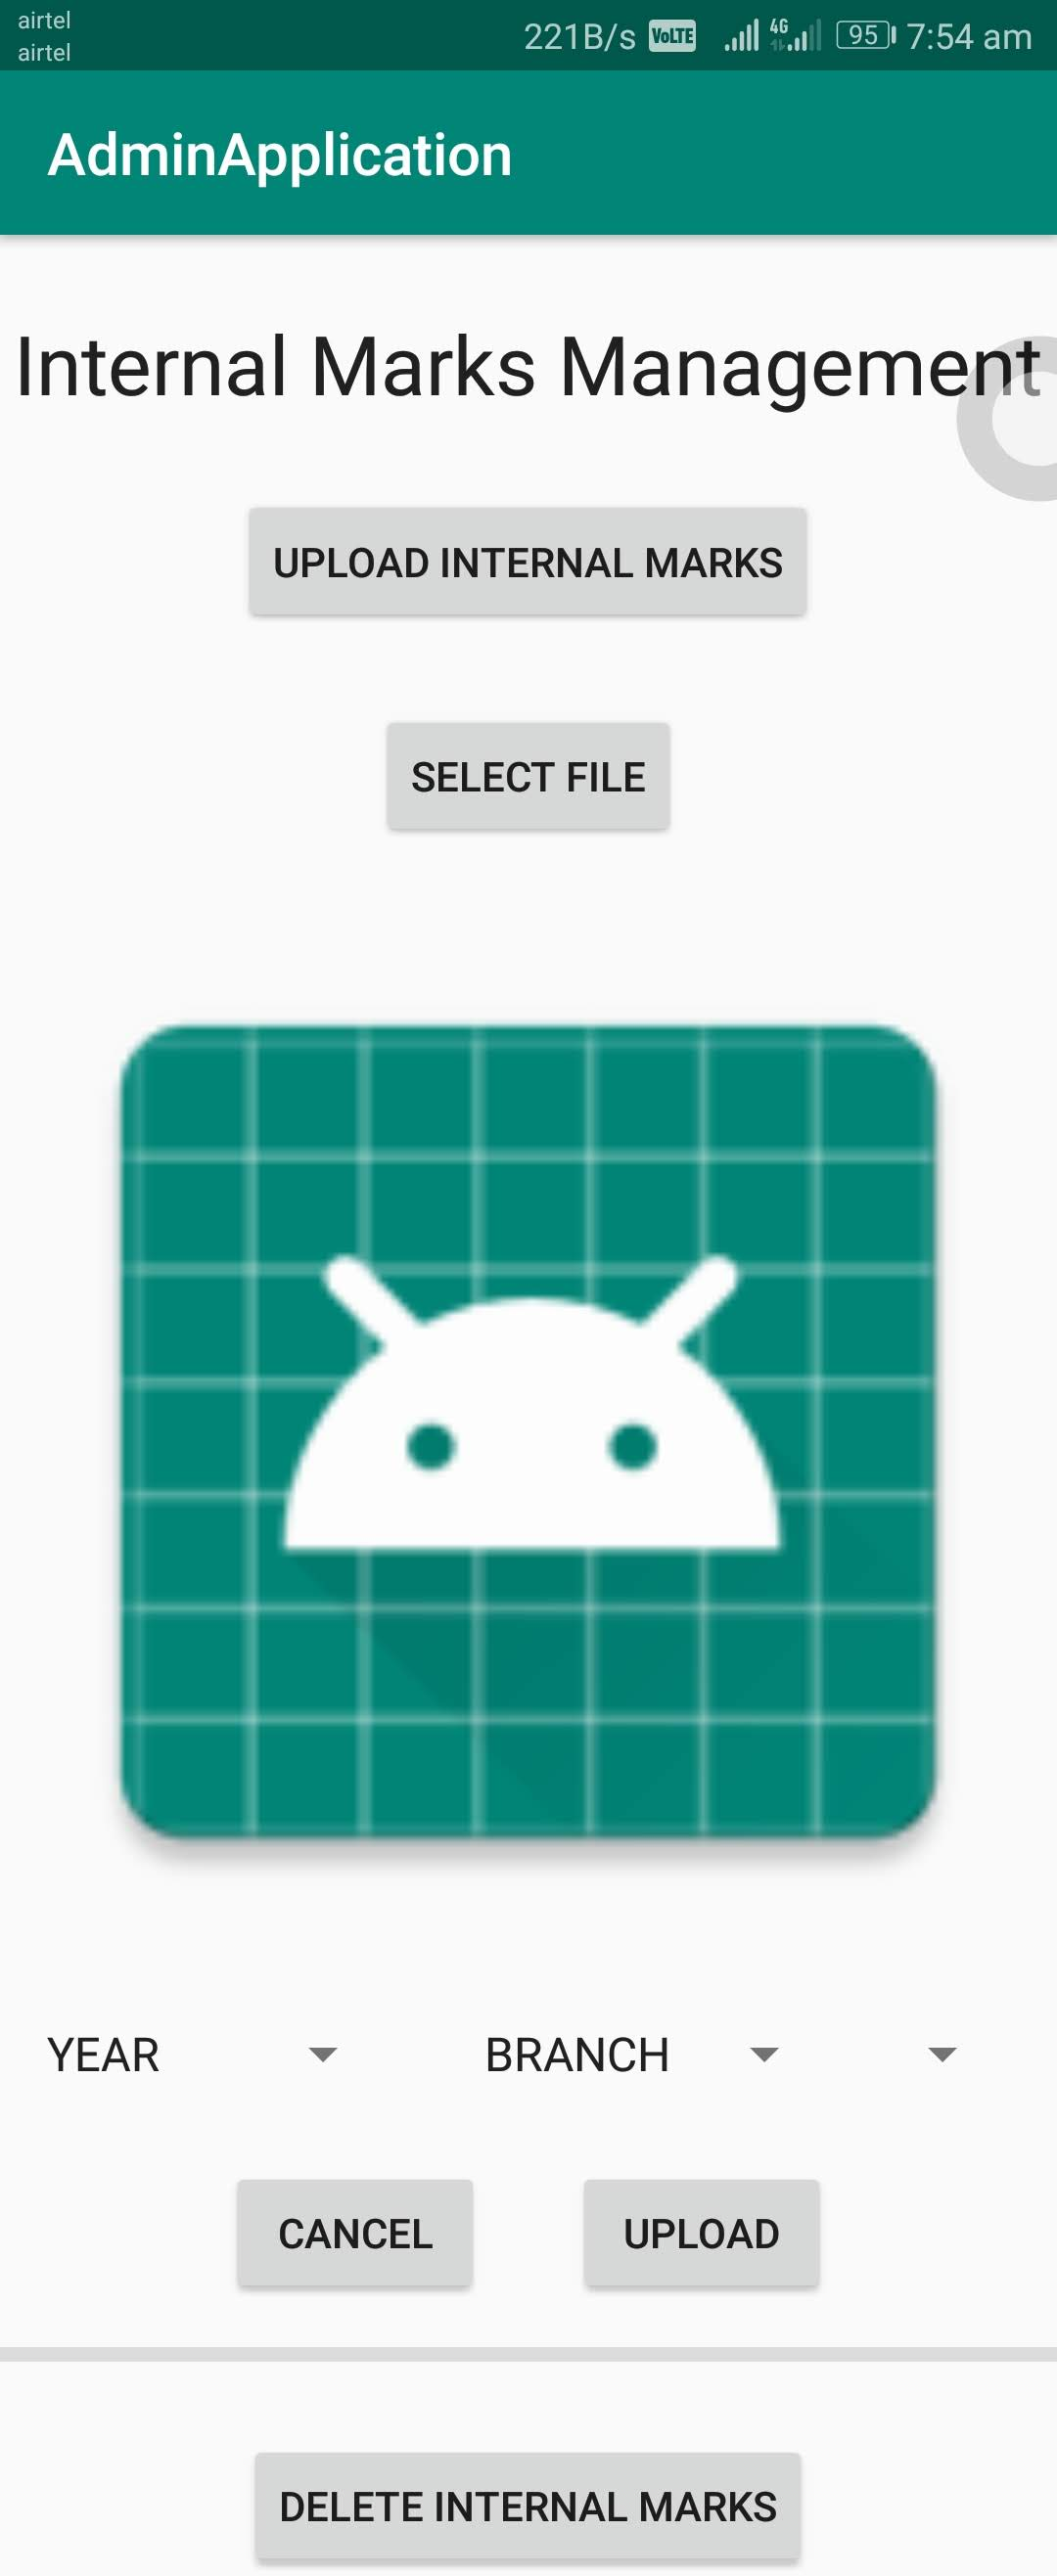 airtel
airtel
221B/s VoLTE 4G 95 7:54 am
AdminApplication
Internal Marks Management
UPLOAD INTERNAL MARKS
SELECT FILE
YEAR BRANCH
CANCEL UPLOAD
DELETE INTERNAL MARKS